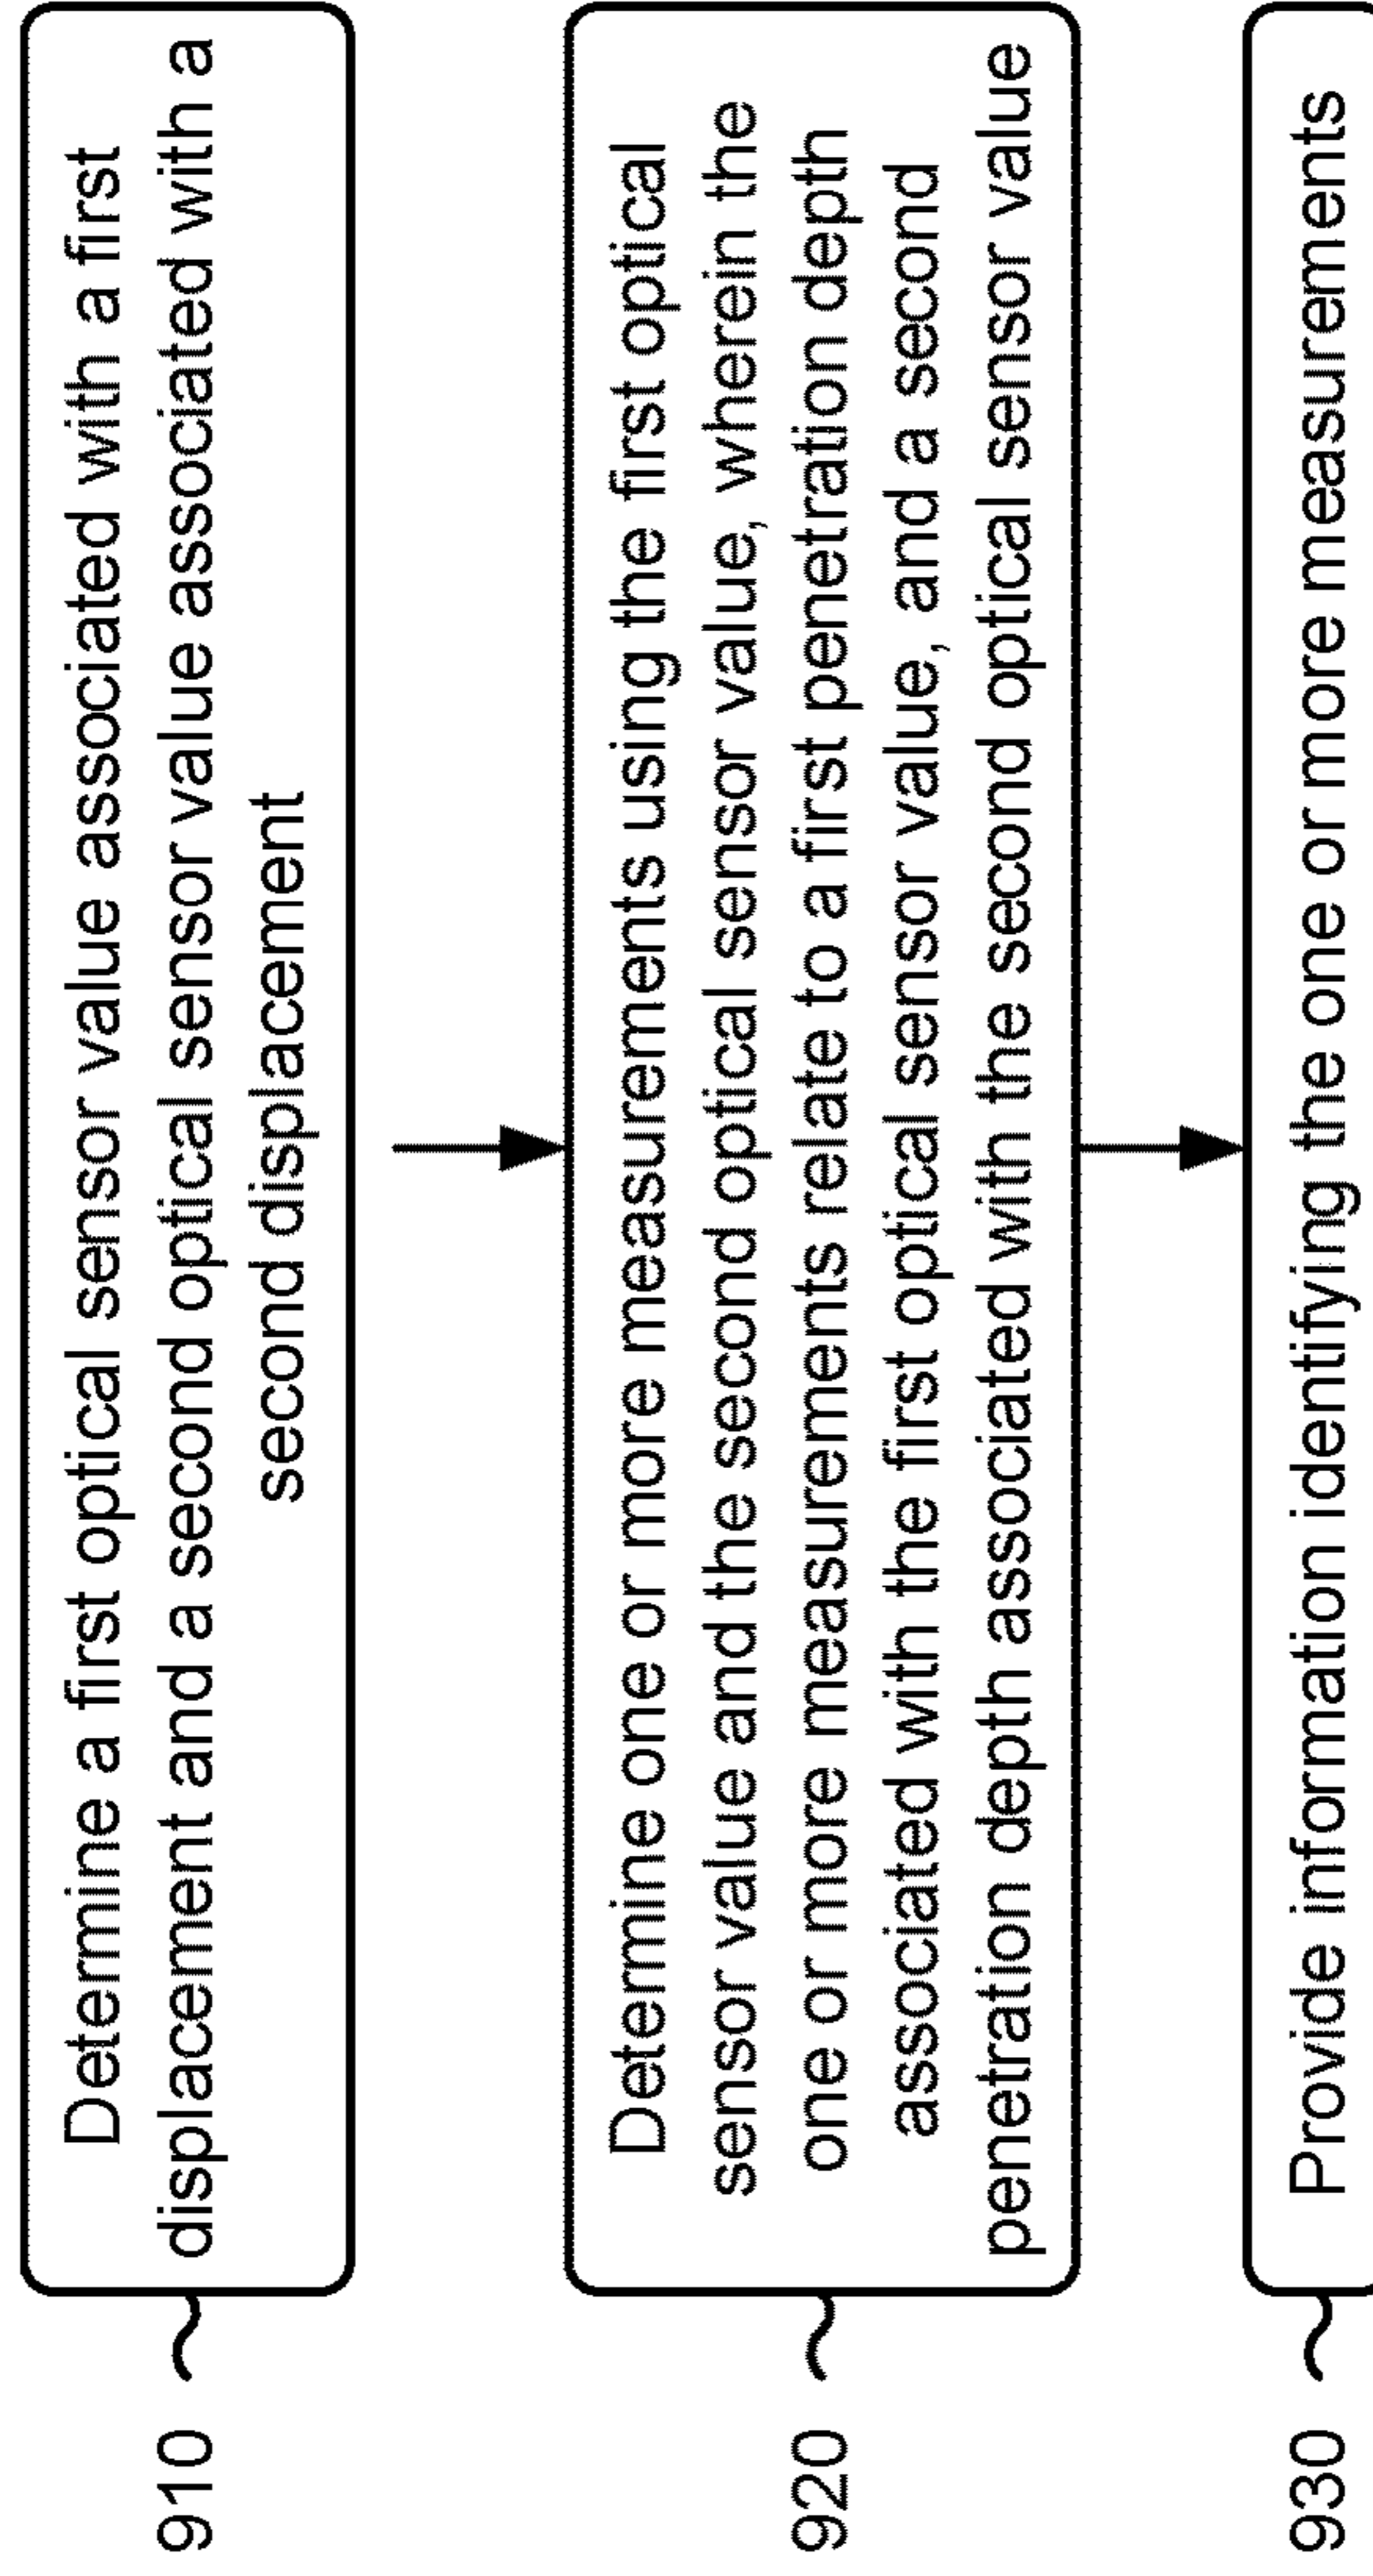 910
Determine a first optical sensor value associated with a first
displacement and a second optical sensor value associated with a
second displacement
920
Determine one or more measurements using the first optical
sensor value and the second optical sensor value, wherein the
one or more measurements relate to a first penetration depth
associated with the first optical sensor value, and a second
penetration depth associated with the second optical sensor value
930
Provide information identifying the one or more measurements